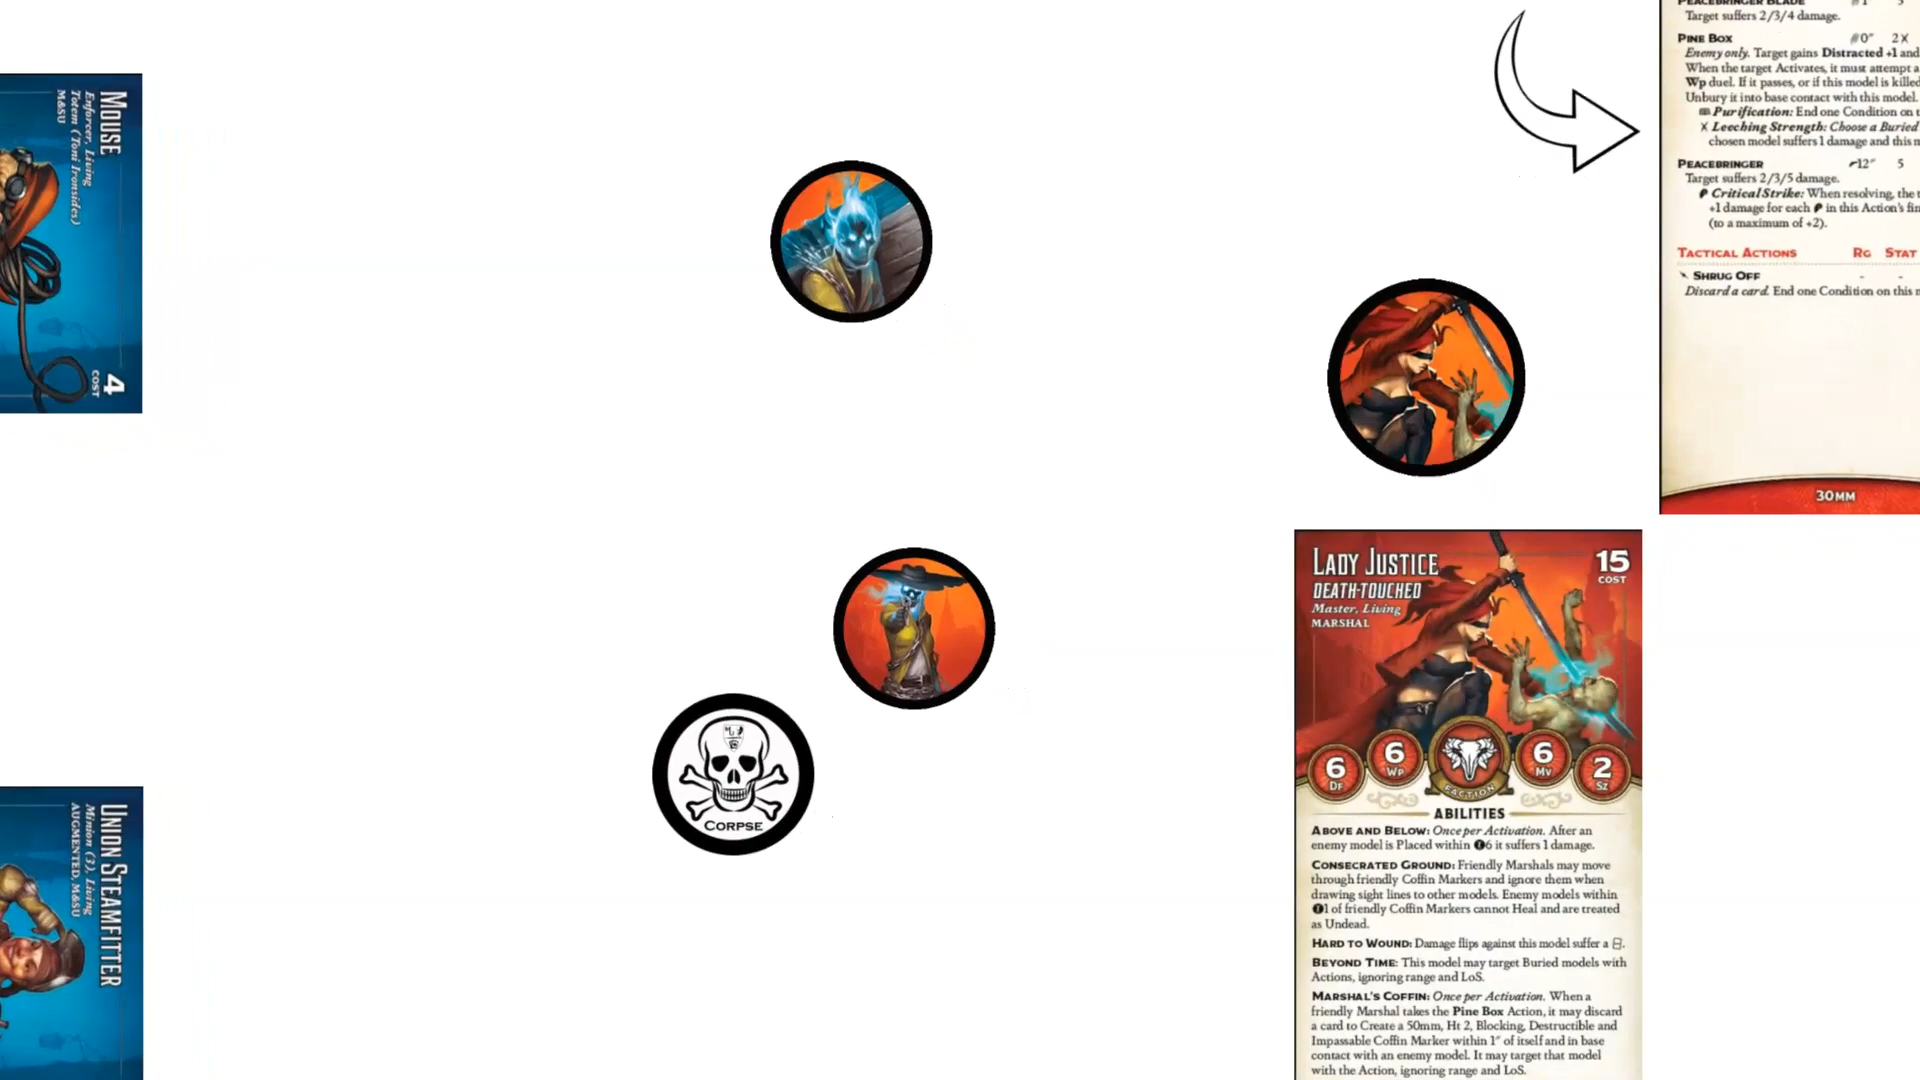 MOUSE
Enforcer, Living
Totem (Toni Ironsides)
M&SU
4
COST
UNION STEAMFITTER
Minion (3), Living
AUGMENTED, M&SU
CORPSE
LADY JUSTICE
DEATH-TOUCHED
Master, Living
MARSHAL
15
COST
6
DF
6
WP
FACTION
6
MV
2
SZ
ABILITIES
ABOVE AND BELOW: Once per Activation. After an
enemy model is Placed within 6 it suffers 1 damage.
CONSECRATED GROUND: Friendly Marshals may move
through friendly Coffin Markers and ignore them when
drawing sight lines to other models. Enemy models within
1 of friendly Coffin Markers cannot Heal and are treated
as Undead.
HARD TO WOUND: Damage flips against this model suffer a
BEYOND TIME: This model may target Buried models with
Actions, ignoring range and LoS.
MARSHAL'S COFFIN: Once per Activation. When a
friendly Marshal takes the Pine Box Action, it may discard
a card to Create a 50mm, Ht 2, Blocking, Destructible and
Impassable Coffin Marker within 1" of itself and in base
contact with an enemy model. It may target that model
with the Action, ignoring range and LoS.
PEACEBRINGER BLADE 1"
Target suffers 2/3/4 damage.
PINE BOX 0" 2X
Enemy only. Target gains Distracted +1 and
When the target Activates, it must attempt a
Wp duel. If it passes, or if this model is killed
Unbury it into base contact with this model.
Purification: End one Condition on
Leeching Strength: Choose a Buried
chosen model suffers 1 damage and this
PEACEBRINGER 12" 5
Target suffers 2/3/5 damage.
Critical Strike: When resolving, the
+1 damage for each in this Action's
(to a maximum of +2).
TACTICAL ACTIONS RG STAT
SHRUG OFF - -
Discard a card. End one Condition on this
30MM